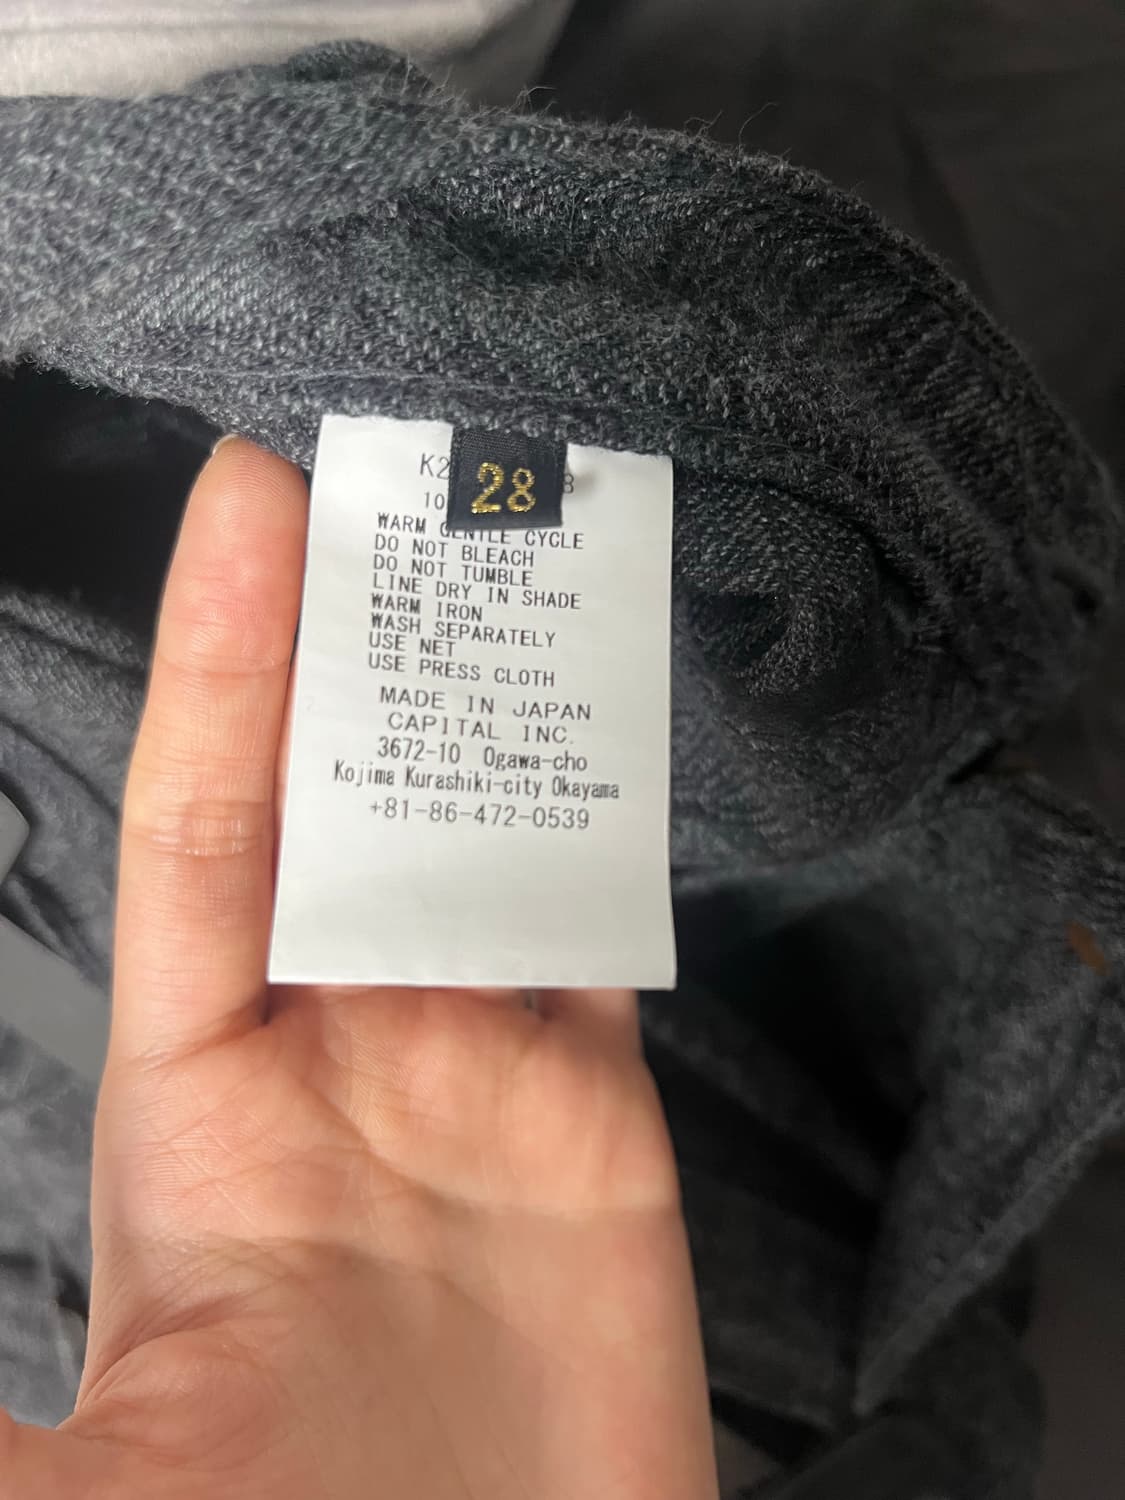 28
WARM GENTLE CYCLE
DO NOT BLEACH
DO NOT TUMBLE
LINE DRY IN SHADE
WARM IRON
WASH SEPARATELY
USE NET
USE PRESS CLOTH
MADE IN JAPAN
CAPITAL INC.
3672-10 Ogawa-cho
Kojima Kurashiki-city Okayama
+81-86-472-0539